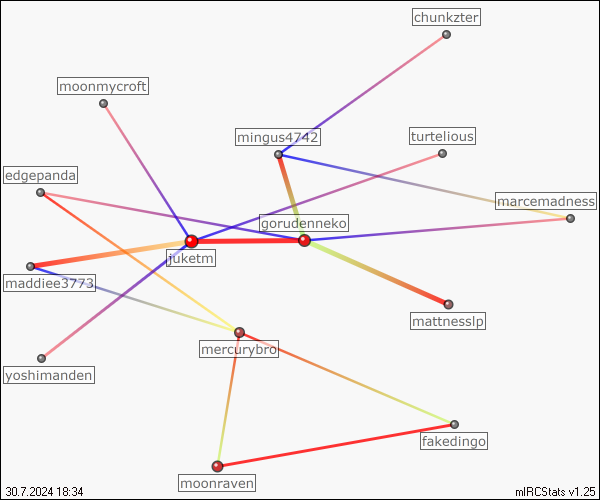 chunkzter
moonmycroft
mingus4742
turtelious
edgepanda
marcemadness
gorudenneko
juketm
maddiee3773
mattnesslp
mercurybro
yoshimanden
fakedingo
moonraven
30.7.2024 18:34
mIRCStats v1.25